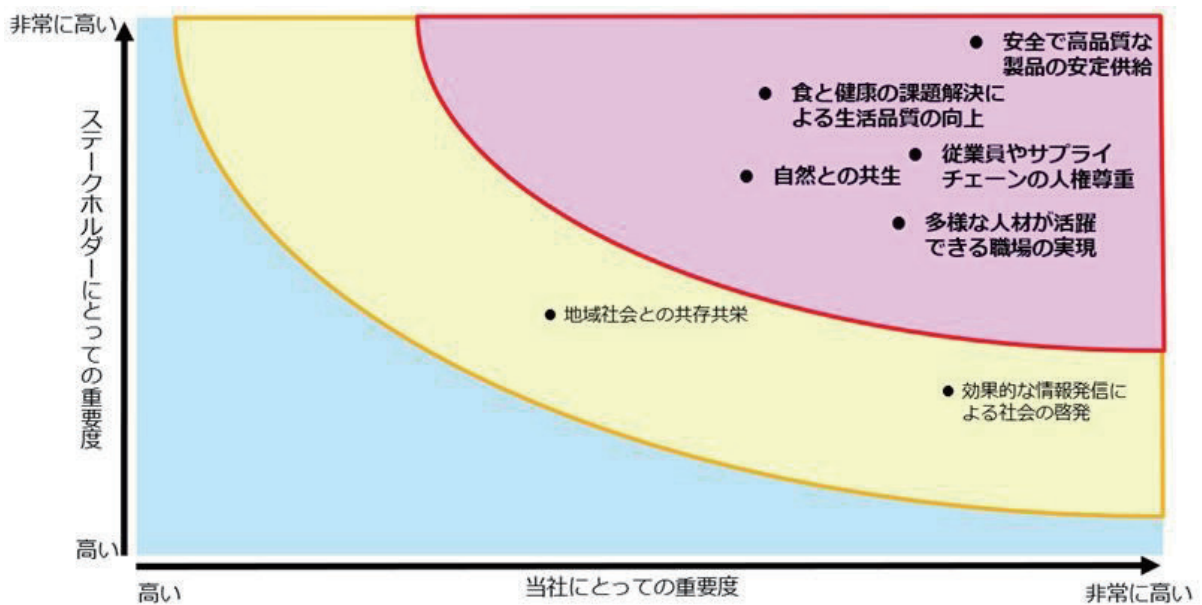 非常に高い
ステークホルダーにとっての重要度
安全で高品質な
製品の安定供給
食と健康の課題解決に
よる生活品質の向上
従業員やサプライ
チェーンの人権尊重
自然との共生
多様な人材が活躍
できる職場の実現
地域社会との共存共栄
効果的な情報発信に
よる社会の啓発
高い
高い
当社にとっての重要度
非常に高い